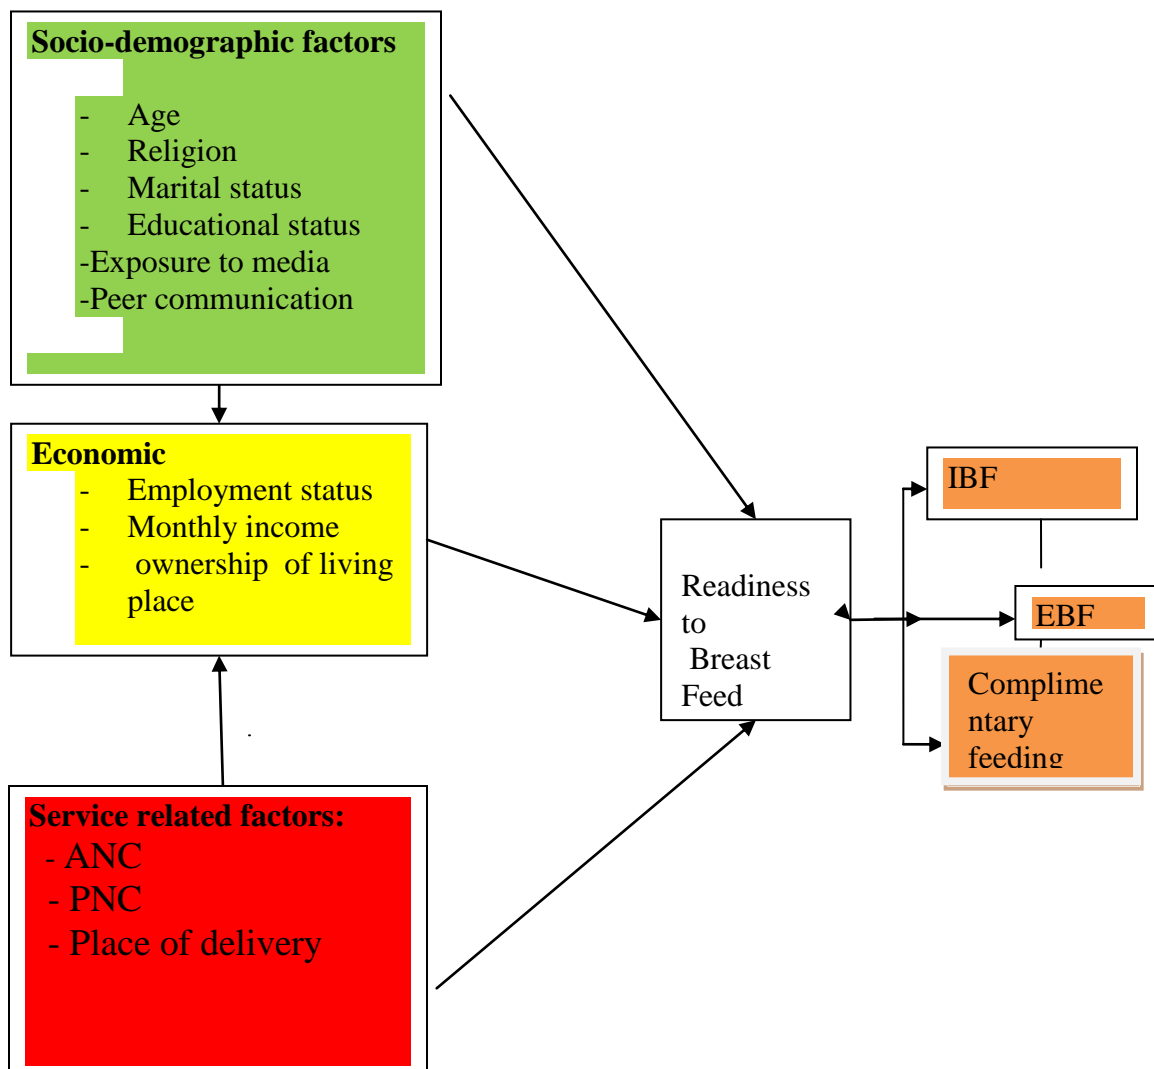 Socio-demographic factors
- Age
- Religion
- Marital status
- Educational status
-Exposure to media
-Peer communication
Economic
- Employment status
- Monthly income
- ownership of living
place
Service related factors:
- ANC
- PNC
- Place of delivery
Readiness
to
Breast
Feed
IBF
EBF
Complime
ntary
feeding